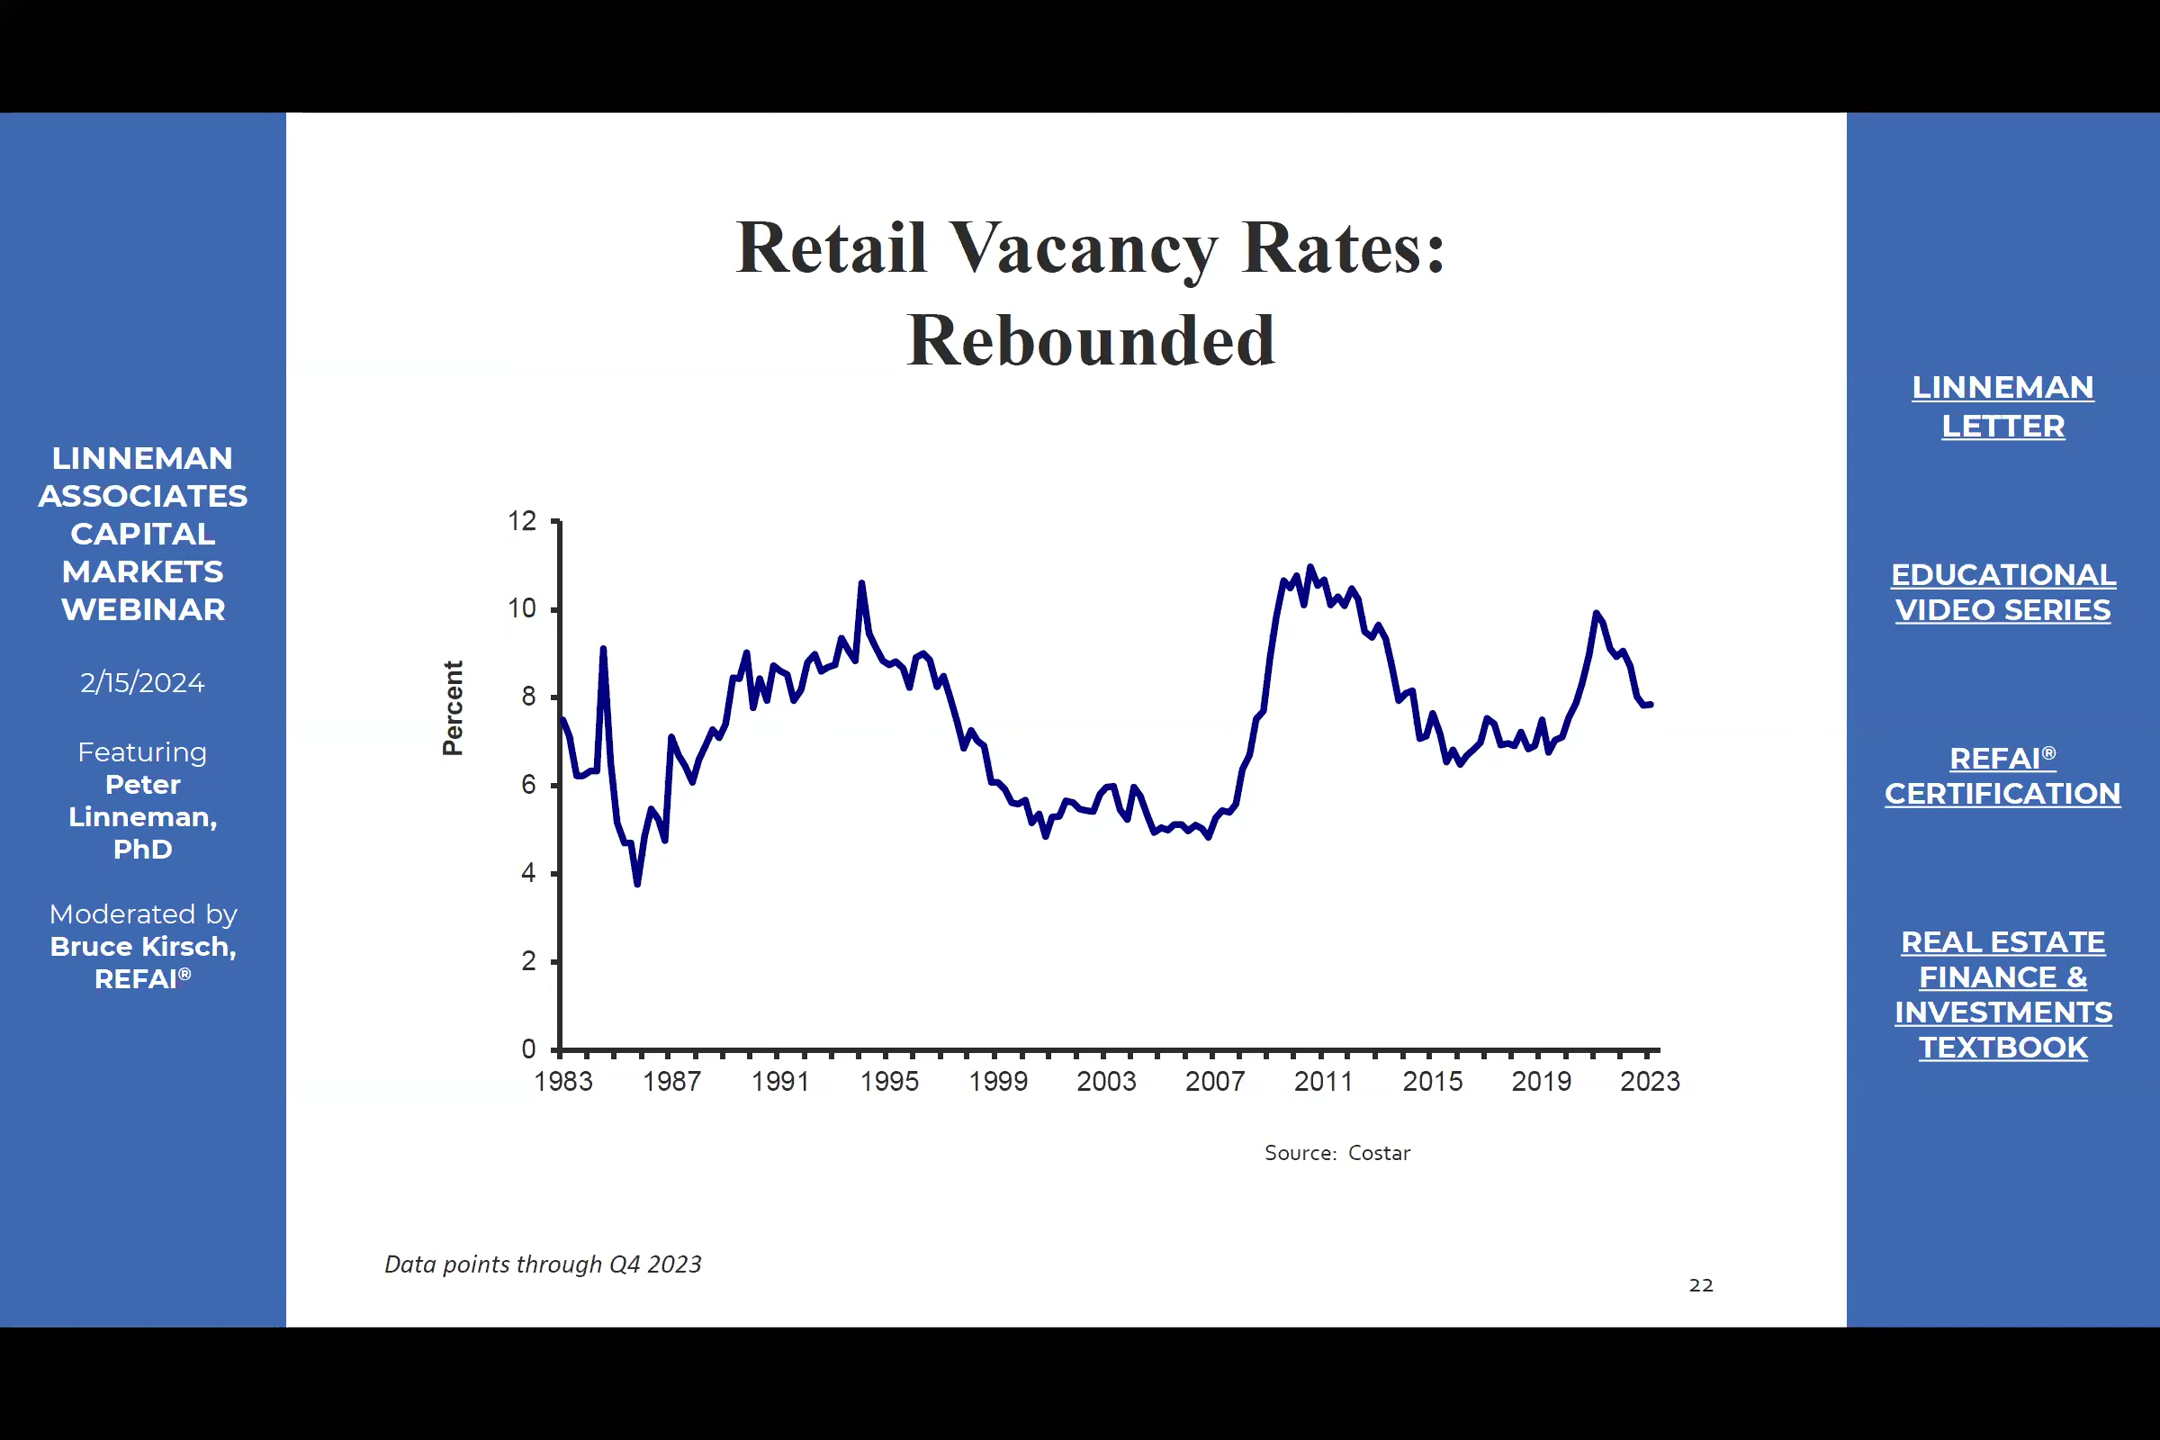 Retail Vacancy Rates:
Rebounded
LINNEMAN
ASSOCIATES
CAPITAL
MARKETS
WEBINAR
2/15/2024
Featuring
Peter
Linneman,
PhD
Moderated by
Bruce Kirsch,
REFAI®
Percent
12
10
8
6
4
2
0
1983 1987 1991 1995 1999 2003 2007 2011 2015 2019 2023
Source: Costar
Data points through Q4 2023
22
LINNEMAN
LETTER
EDUCATIONAL
VIDEO SERIES
REFAI®
CERTIFICATION
REAL ESTATE
FINANCE &
INVESTMENTS
TEXTBOOK